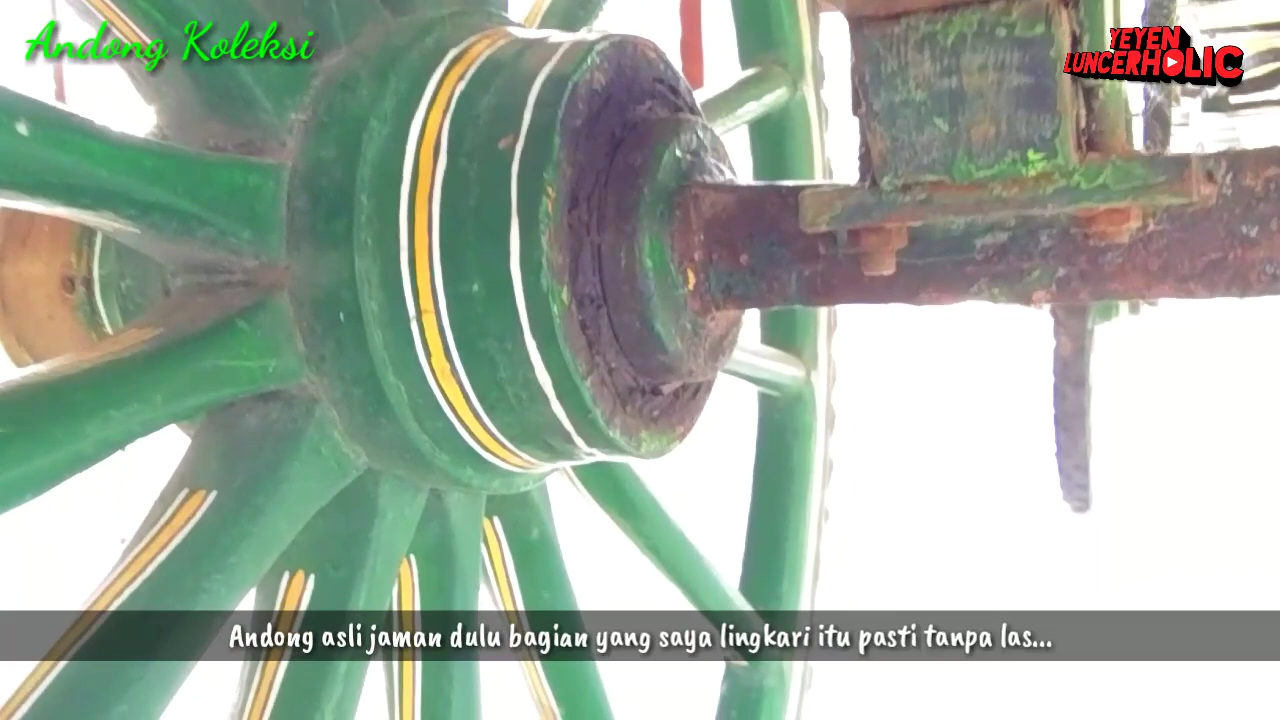 Andong Koleksi
YEYEN
LUNCERHOLIC
Andong asli jaman dulu bagian yang saya lingkari itu pasti tanpa las...